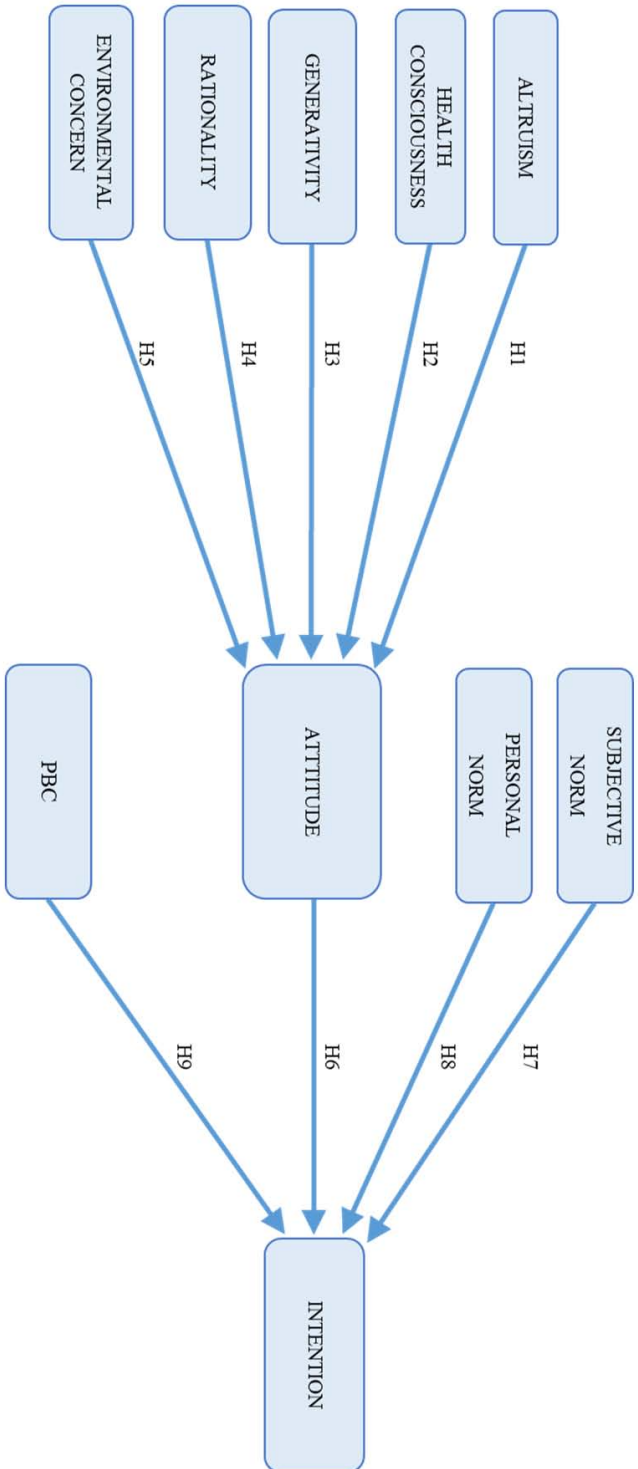 ALTRUISM
HEALTH
CONSCIOUSNESS
GENERATIVITY
RATIONALITY
ENVIRONMENTAL
CONCERN
H1
H2
H3
H4
H5
SUBJECTIVE
NORM
PERSONAL
NORM
ATTTITUDE
PBC
H7
H8
H6
H9
INTENTION